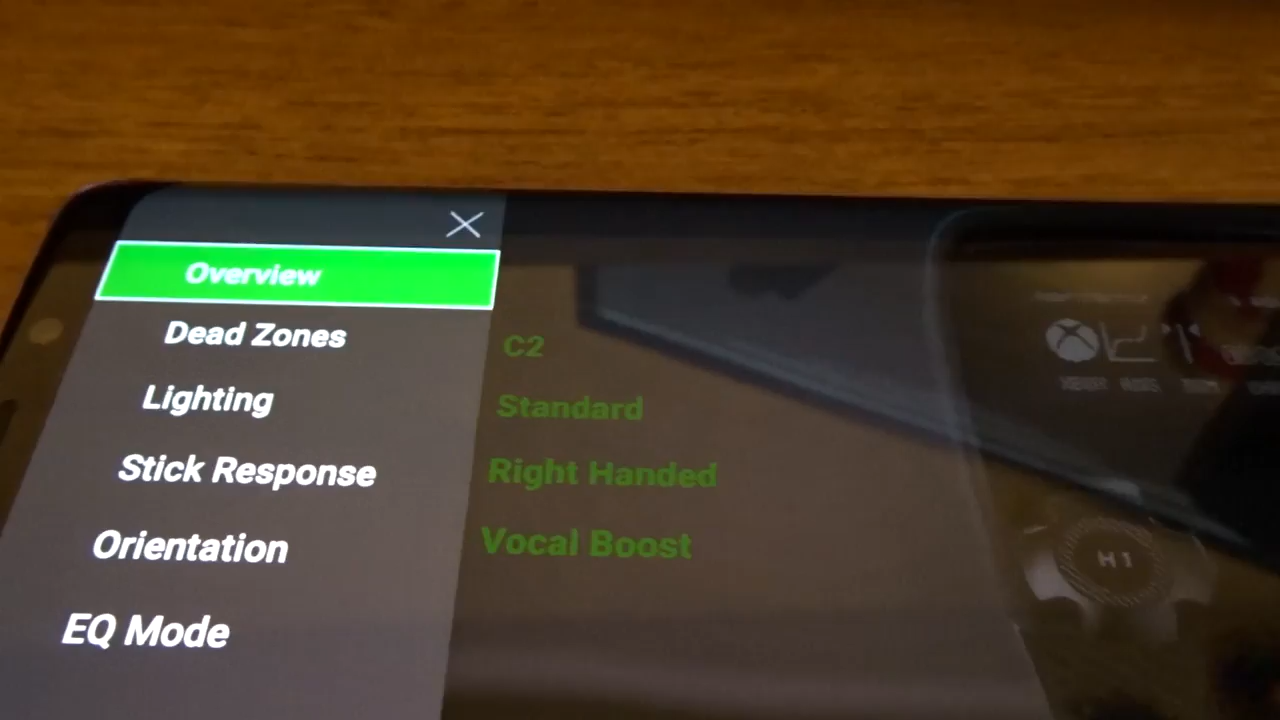 Overview
Dead Zones
C2
Lighting
Standard
Stick Response
Right Handed
Orientation
Vocal Boost
EQ Mode